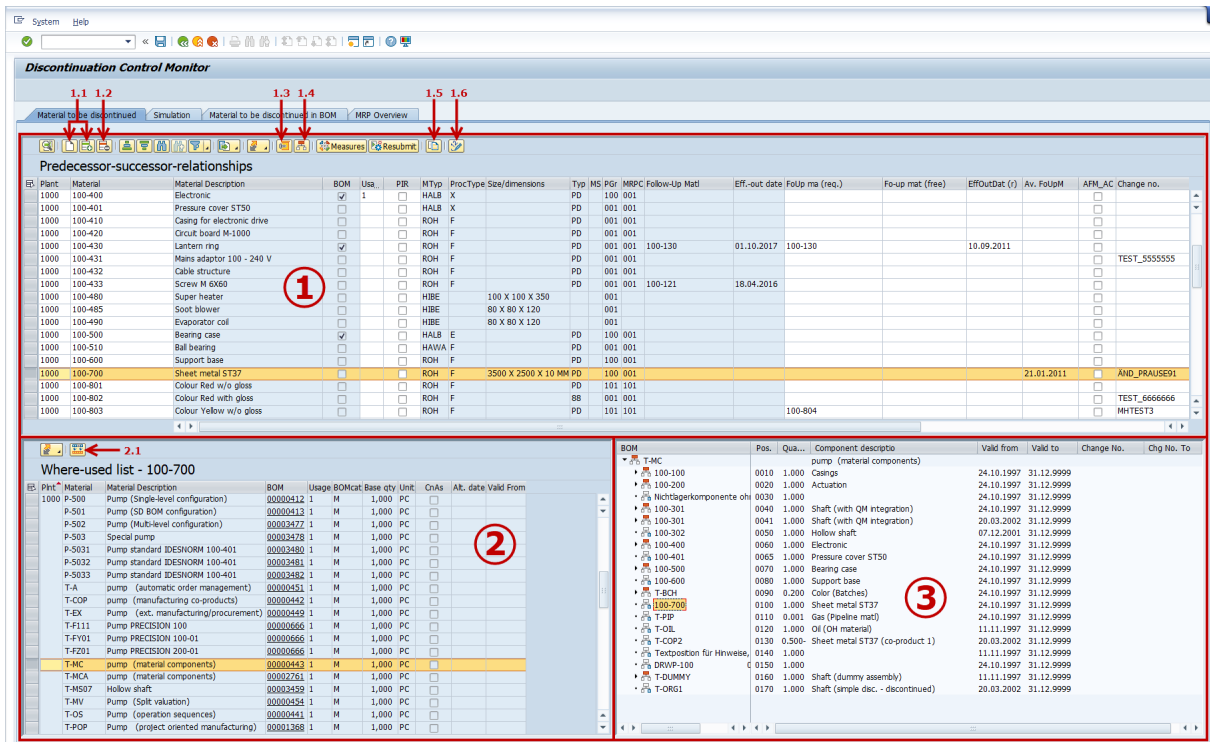 System Help
Discontinuation Control Monitor
1.1 1.2 1.3 1.4 1.5 1.6
Material to be discontinued Simulation Material to be discontinued in BOM MRP Overview
Measures Resubmit
Predecessor-successor-relationships
Plant Material Material Description BOM Usa.. PIR MTyp ProcType Size/dimensions Typ MS PGr MRPC Follow-Up Matl Eff.-out date FoUp ma (req.) Fo-up mat (free) EffOutDat (r) Av. FoUpM AFM_AC Change no.
1000 100-400 Electronic 1 HALB X PD 100 001
1000 100-401 Pressure cover ST50 HALB X PD 001 001
1000 100-410 Casing for electronic drive ROH F PD 001 001
1000 100-420 Circuit board M-1000 ROH F PD 001 001
1000 100-430 Lantern ring ROH F PD 001 001 100-130 01.10.2017 100-130 10.09.2011
1000 100-431 Mains adaptor 100 - 240 V ROH F PD 001 001 TEST_5555555
1000 100-432 Cable structure ROH F PD 001 001
1000 100-433 Screw M 6X60 ROH F PD 001 001 100-121 18.04.2016
1000 100-480 Super heater HIBE 100 X 100 X 350 001
1000 100-485 Soot blower HIBE 80 X 80 X 120 001
1000 100-490 Evaporator coil HIBE 80 X 80 X 120 001
1000 100-500 Bearing case HALB E PD 100 001
1000 100-510 Ball bearing HAWA F PD 001 001
1000 100-600 Support base ROH F PD 100 001
1000 100-700 Sheet metal ST37 ROH F 3500 X 2500 X 10 MM PD 100 001 21.01.2011 ÄND_PRAUSE91
1000 100-801 Colour Red w/o gloss ROH F PD 101 101
1000 100-802 Colour Red with gloss ROH F 88 001 001 TEST_6666666
1000 100-803 Colour Yellow w/o gloss ROH F PD 101 101 100-804 MHTEST3
1
2.1
Where-used list - 100-700
Plnt Material Material Description BOM Usage BOMcat Base qty Unit CnAs Alt. date Valid From
1000 P-500 Pump (Single-level configuration) 00000412 1 M 1,000 PC
P-501 Pump (SD BOM configuration) 00000413 1 M 1,000 PC
P-502 Pump (Multi-level configuration) 00003477 1 M 1,000 PC
P-503 Special pump 00003478 1 M 1,000 PC
P-5031 Pump standard IDESNORM 100-401 00003480 1 M 1,000 PC
P-5032 Pump standard IDESNORM 100-401 00003481 1 M 1,000 PC
P-5033 Pump standard IDESNORM 100-401 00003482 1 M 1,000 PC
T-A pump (automatic order management) 00000451 1 M 1,000 PC
T-COP pump (manufacturing co-products) 00000442 1 M 1,000 PC
T-EX Pump (ext. manufacturing/procurement) 00000449 1 M 1,000 PC
T-F111 Pump PRECISION 100 00000666 1 M 1,000 PC
T-FY01 Pump PRECISION 100-01 00000666 1 M 1,000 PC
T-FZ01 Pump PRECISION 200-01 00000666 1 M 1,000 PC
T-MC pump (material components) 00000443 1 M 1,000 PC
T-MCA pump (material components) 00002761 1 M 1,000 PC
T-MS07 Hollow shaft 00003459 1 M 1,000 PC
T-MV Pump (Split valuation) 00000454 1 M 1,000 PC
T-OS Pump (operation sequences) 00000441 1 M 1,000 PC
T-POP Pump (project oriented manufacturing) 00001368 1 M 1,000 PC
2
BOM Pos. Qua... Component descriptio Valid from Valid to Change No. Chg No. To
T-MC pump (material components)
100-100 0010 1.000 Casings 24.10.1997 31.12.9999
100-200 0020 1.000 Actuation 24.10.1997 31.12.9999
Nichtlagerkomponente ohn 0030 1.000 24.10.1997 31.12.9999
100-301 0040 1.000 Shaft (with QM integration) 24.10.1997 31.12.9999
100-301 0041 1.000 Shaft (with QM integration) 20.03.2002 31.12.9999
100-302 0050 1.000 Hollow shaft 07.12.2001 31.12.9999
100-400 0060 1.000 Electronic 24.10.1997 31.12.9999
100-401 0065 1.000 Pressure cover ST50 24.10.1997 31.12.9999
100-500 0070 1.000 Bearing case 24.10.1997 31.12.9999
100-600 0080 1.000 Support base 24.10.1997 31.12.9999
T-BCH 0090 0.200 Color (Batches) 24.10.1997 31.12.9999
100-700 0100 1.000 Sheet metal ST37 24.10.1997 31.12.9999
T-PIP 0110 0.001 Gas (Pipeline matl) 24.10.1997 31.12.9999
T-OIL 0120 1.000 Oil (OH material) 11.11.1997 31.12.9999
T-COP2 0130 0.500- Sheet metal ST37 (co-product 1) 20.03.2002 31.12.9999
Textposition für Hinweise, 0140 1.000 11.11.1997 31.12.9999
DRWP-100 0150 1.000 24.10.1997 31.12.9999
T-DUMMY 0160 1.000 Shaft (dummy assembly) 11.11.1997 31.12.9999
T-ORG1 0170 1.000 Shaft (simple disc. - discontinued) 20.03.2002 31.12.9999
3